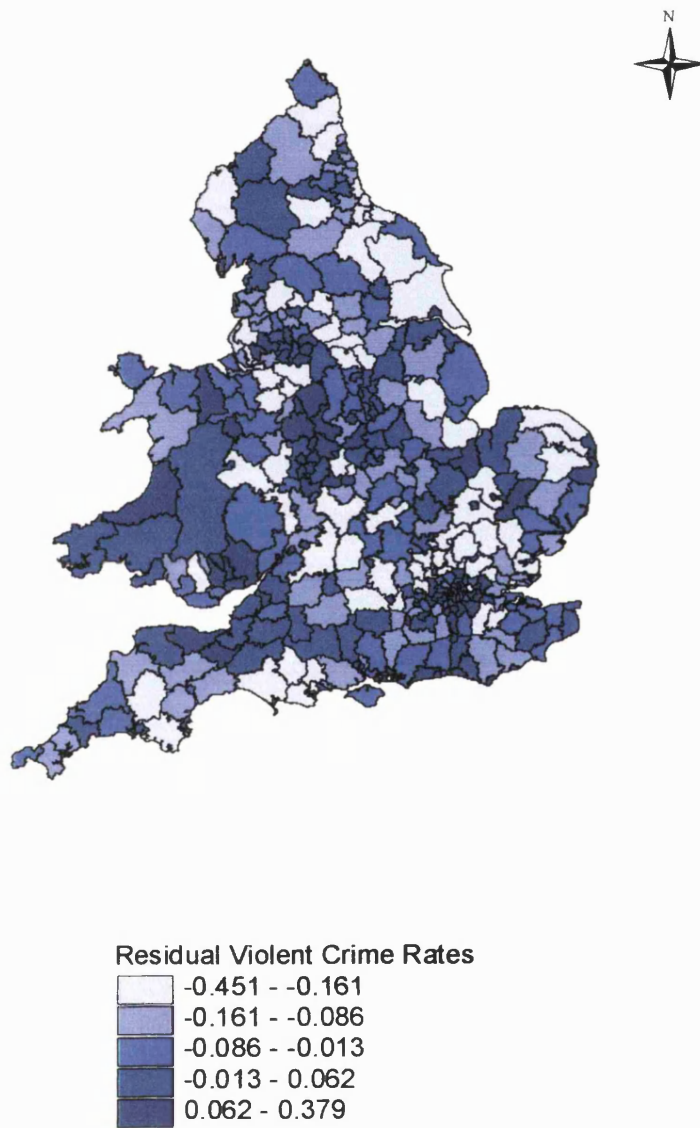 N
Residual Violent Crime Rates
-0.451 - -0.161
-0.161 - -0.086
-0.086 - -0.013
-0.013 - 0.062
0.062 - 0.379